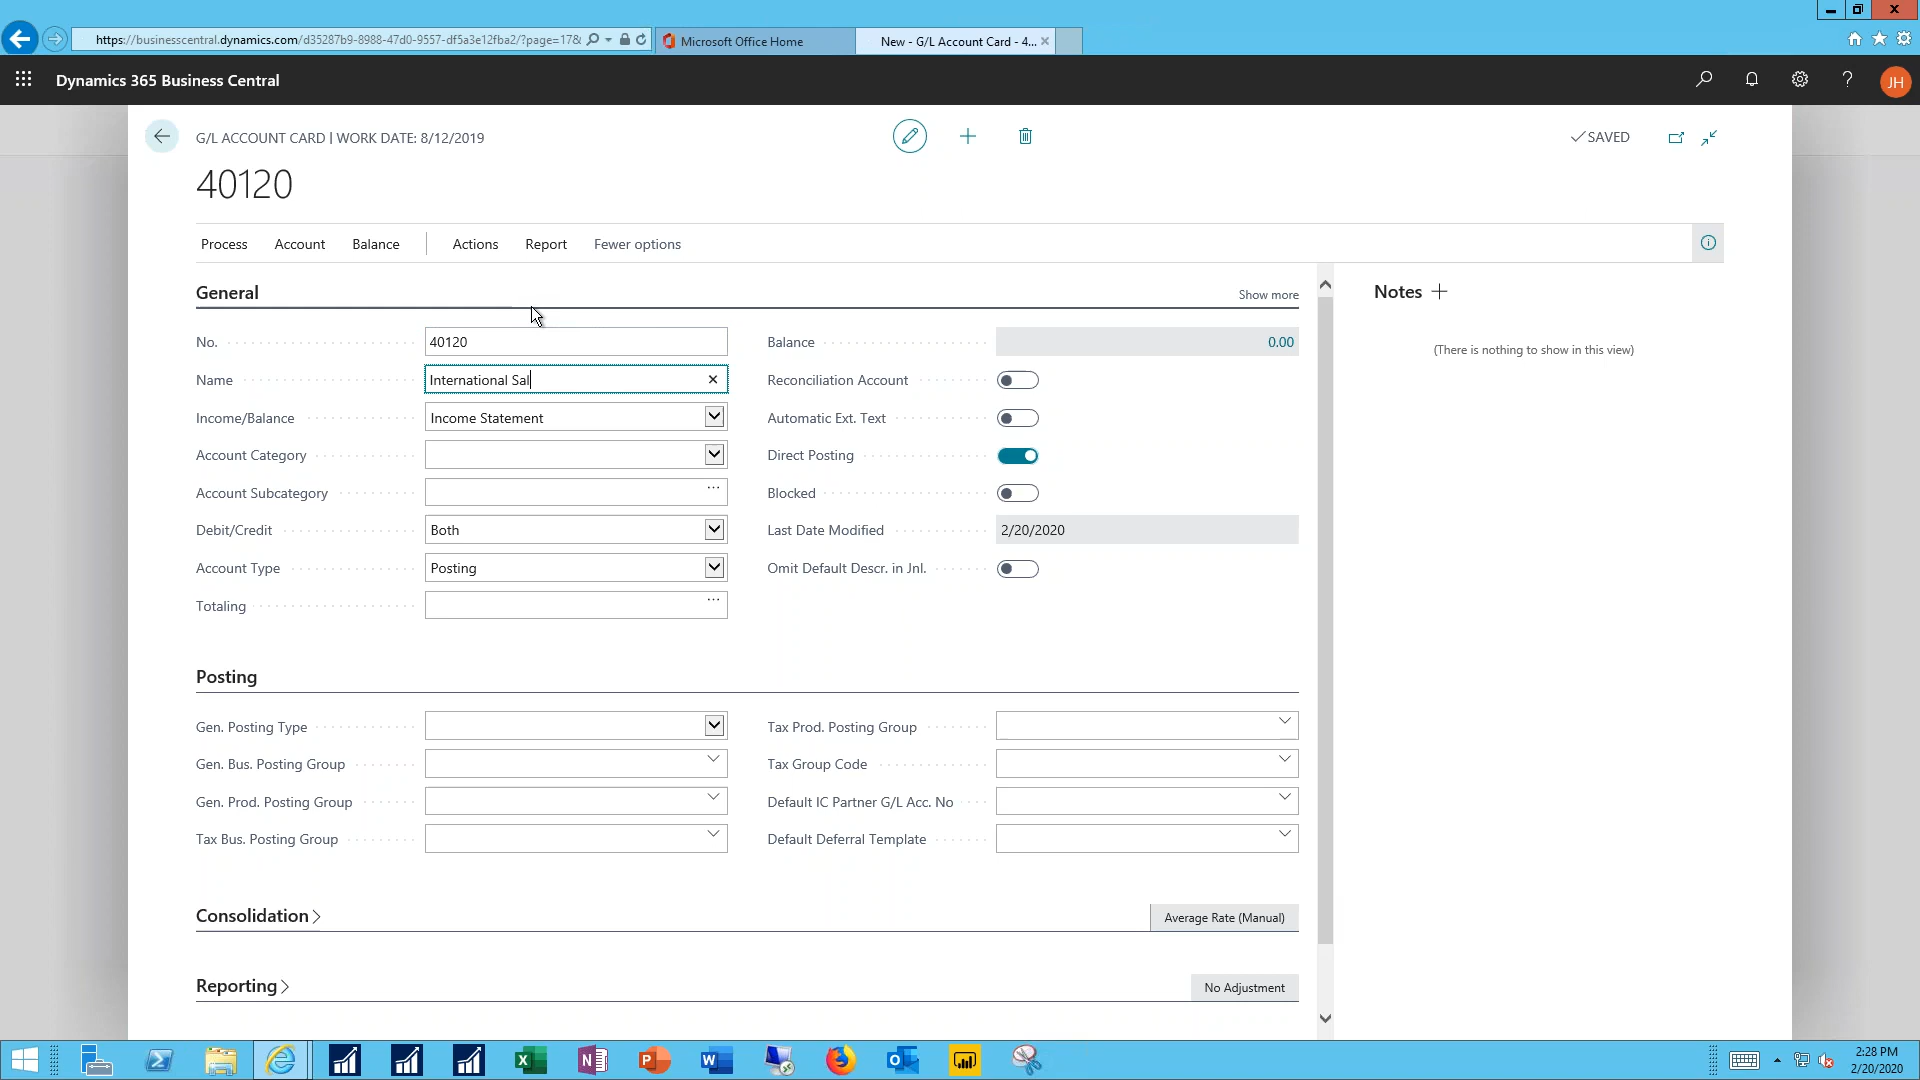 https://businesscentral.dynamics.com/d35287b9-8988-47d0-9557-df5a3e12fba2/?page=17&
Microsoft Office Home
New - G/L Account Card - 4...
Dynamics 365 Business Central
JH
G/L ACCOUNT CARD | WORK DATE: 8/12/2019
SAVED
40120
Process Account Balance Actions Report Fewer options
General
Show more
No. 40120
Balance 0.00
Name International Sal
Reconciliation Account
Income/Balance Income Statement
Automatic Ext. Text
Account Category
Direct Posting
Account Subcategory
Blocked
Debit/Credit Both
Last Date Modified 2/20/2020
Account Type Posting
Omit Default Descr. in Jnl.
Totaling
Notes
(There is nothing to show in this view)
Posting
Gen. Posting Type
Tax Prod. Posting Group
Gen. Bus. Posting Group
Tax Group Code
Gen. Prod. Posting Group
Default IC Partner G/L Acc. No
Tax Bus. Posting Group
Default Deferral Template
Consolidation
Average Rate (Manual)
Reporting
No Adjustment
2:28 PM
2/20/2020